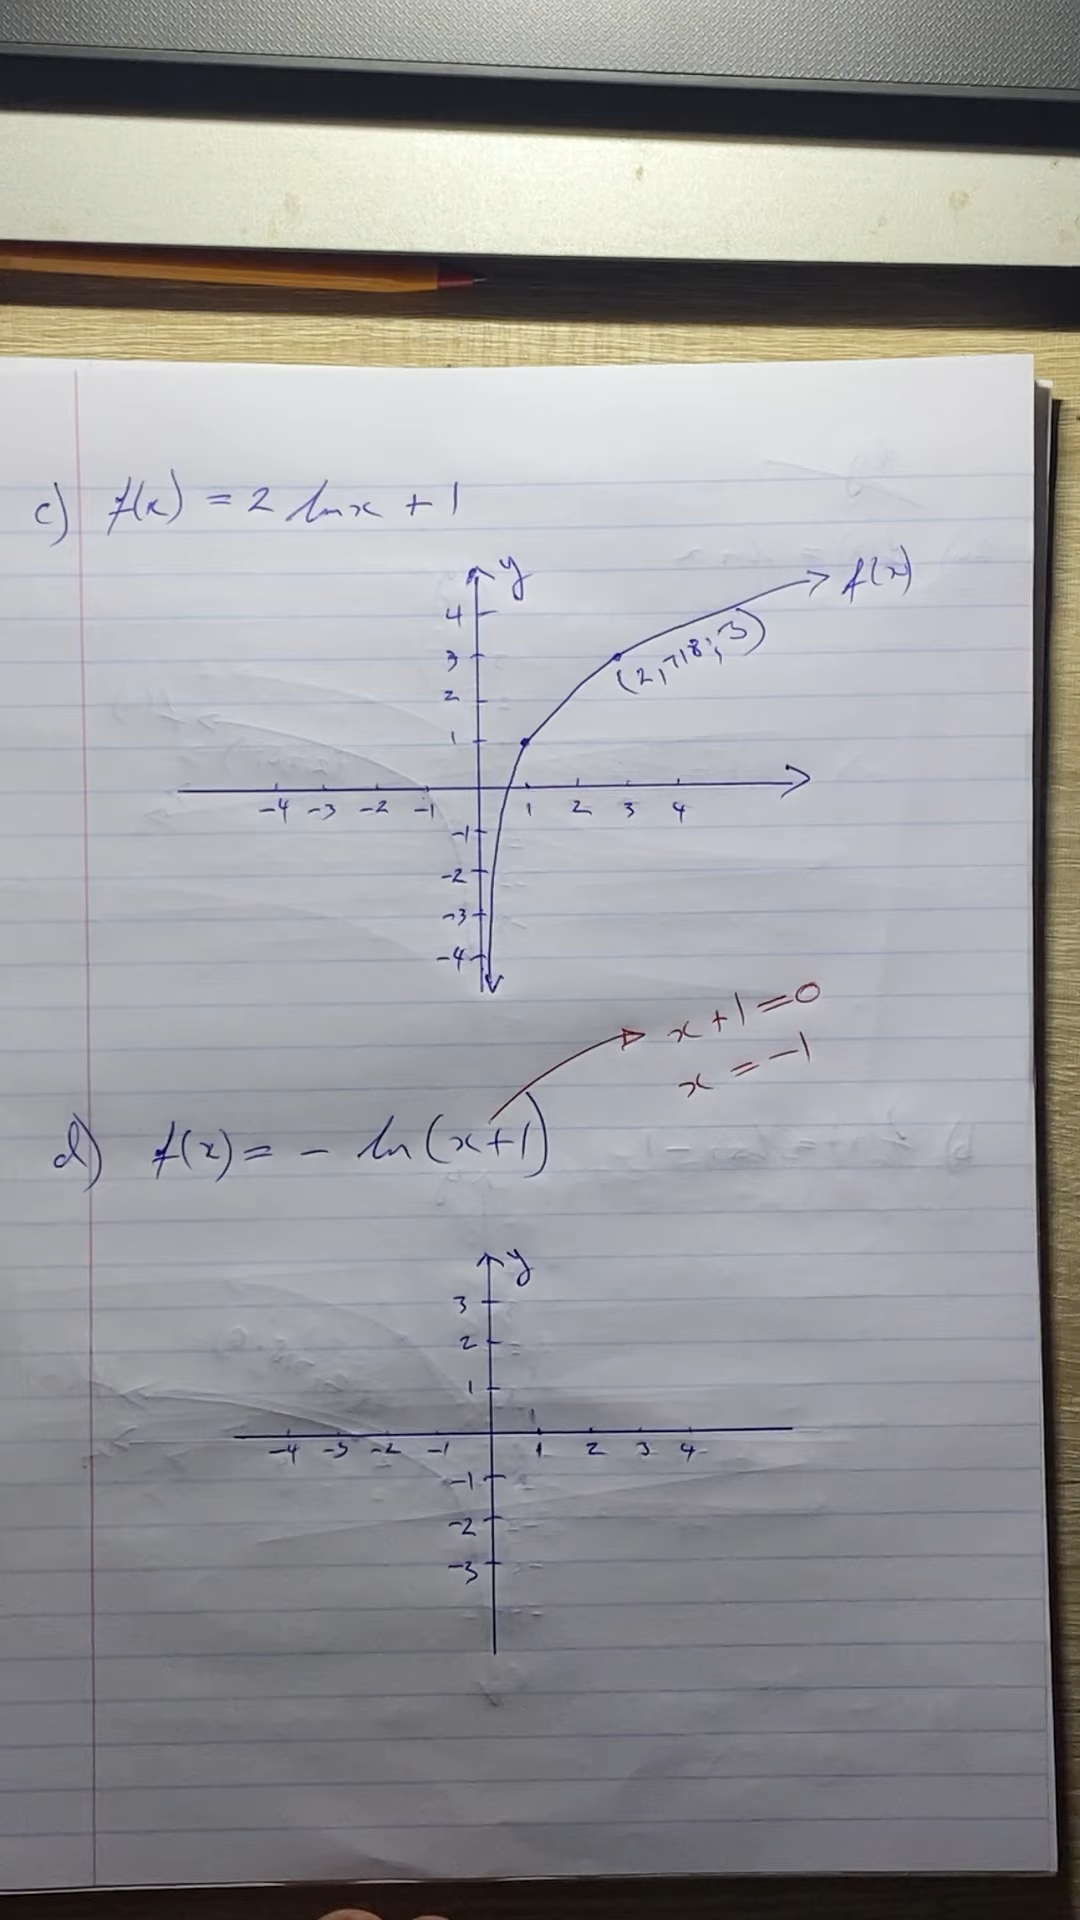 c) f(x) = 2 ln x + 1
y
f(x)
4
3
(2,718; 3)
2
1
-4 -3 -2 -1 1 2 3 4
-1
-2
-3
-4
x+1=0
x = -1
d) f(x) = - ln(x+1)
y
3
2
1
-4 -3 -2 -1 1 2 3 4
-1
-2
-3